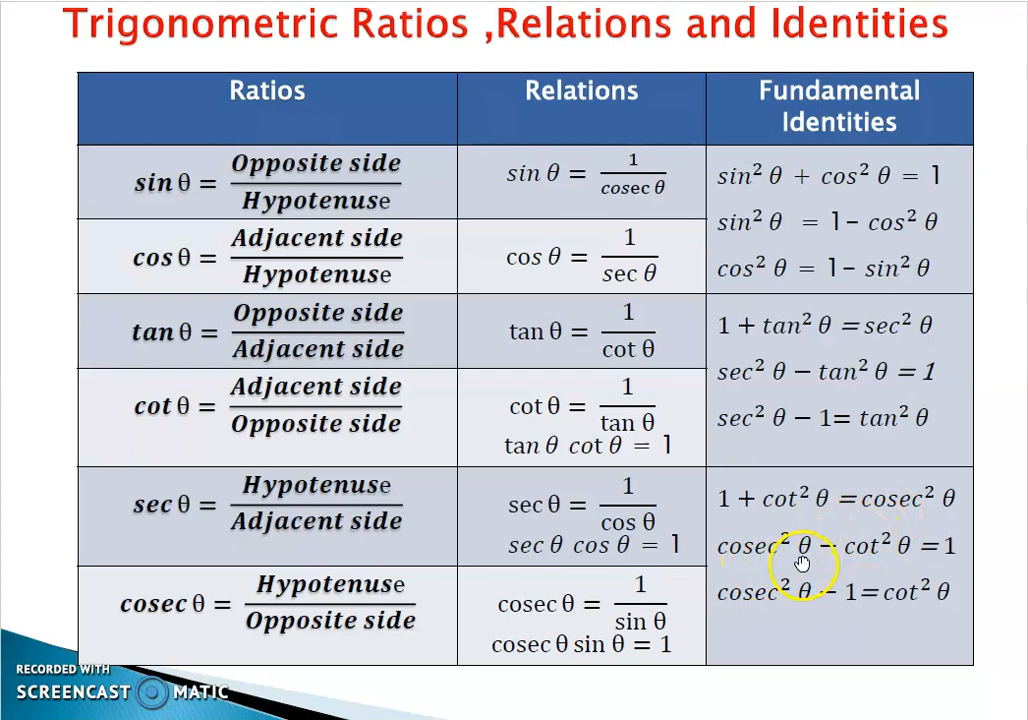 Trigonometric Ratios ,Relations and Identities
Ratios
Relations
Fundamental Identities
sin θ = Opposite side / Hypotenuse
sin θ = 1 / cosec θ
sin² θ + cos² θ = 1
sin² θ = 1− cos² θ
cos² θ = 1− sin² θ
cos θ = Adjacent side / Hypotenuse
cos θ = 1 / sec θ
tan θ = Opposite side / Adjacent side
tan θ = 1 / cot θ
1 + tan² θ = sec² θ
sec² θ − tan² θ = 1
sec² θ − 1= tan² θ
cot θ = Adjacent side / Opposite side
cot θ = 1 / tan θ
tan θ cot θ = 1
sec θ = Hypotenuse / Adjacent side
sec θ = 1 / cos θ
sec θ cos θ = 1
1 + cot² θ = cosec² θ
cosec² θ − cot² θ = 1
cosec² θ − 1= cot² θ
cosec θ = Hypotenuse / Opposite side
cosec θ = 1 / sin θ
cosec θ sin θ = 1
RECORDED WITH
SCREENCAST MATIC